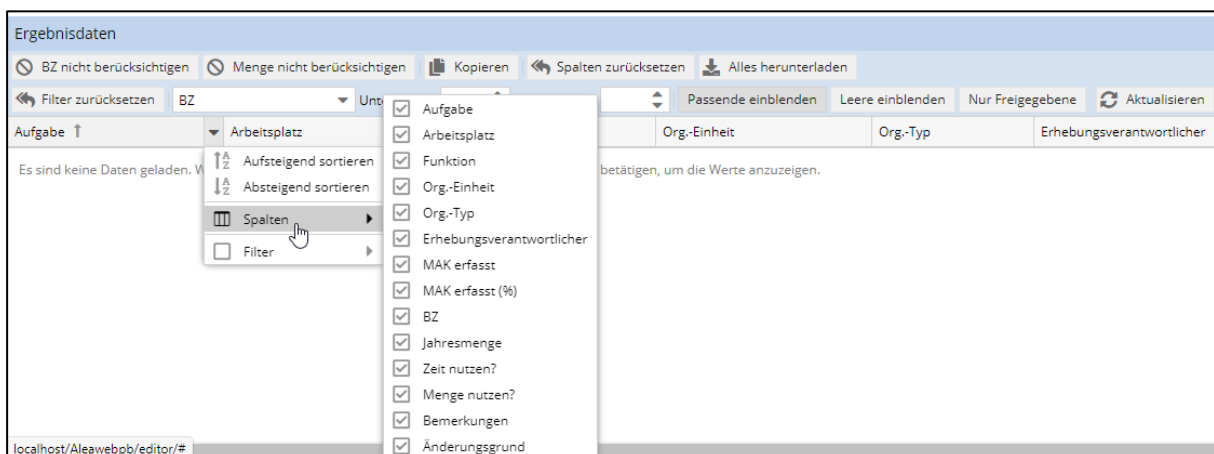 Ergebnisdaten
BZ nicht berücksichtigen Menge nicht berücksichtigen Kopieren Spalten zurücksetzen Alles herunterladen
Filter zurücksetzen BZ Passende einblenden Leere einblenden Nur Freigegebene Aktualisieren
Aufgabe Arbeitsplatz Org.-Einheit Org.-Typ Erhebungsverantwortlicher
Es sind keine Daten geladen. betätigen, um die Werte anzuzeigen.
Aufsteigend sortieren
Absteigend sortieren
Spalten
Filter
Aufgabe
Arbeitsplatz
Funktion
Org.-Einheit
Org.-Typ
Erhebungsverantwortlicher
MAK erfasst
MAK erfasst (%)
BZ
Jahresmenge
Zeit nutzen?
Menge nutzen?
Bemerkungen
Änderungsgrund
localhost/Aleawebpb/editor/#